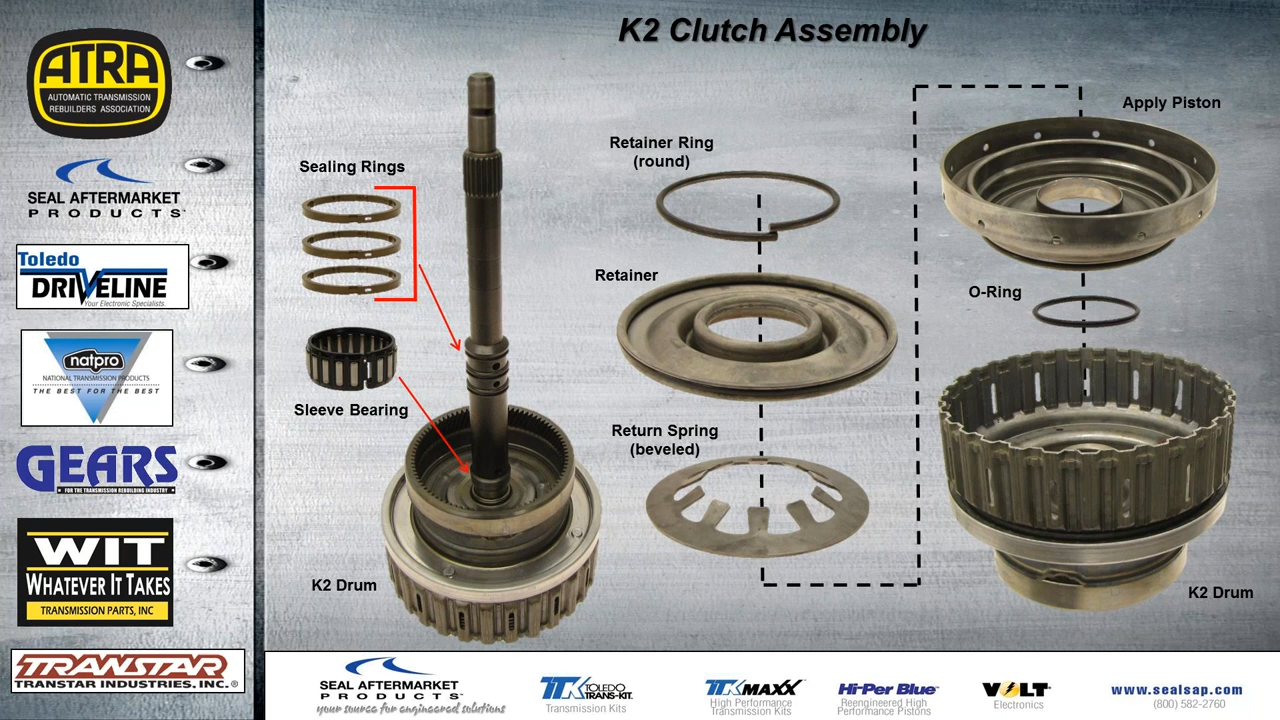 K2 Clutch Assembly
ATRA
AUTOMATIC TRANSMISSION
REBUILDERS ASSOCIATION
SEAL AFTERMARKET
PRODUCTS
Toledo
DRIVELINE
Your Electronic Specialists.
natpro
NATIONAL TRANSMISSION PRODUCTS
THE BEST FOR THE BEST
GEARS
FOR THE TRANSMISSION REBUILDING INDUSTRY
WIT
WHATEVER IT TAKES
TRANSMISSION PARTS, INC
TRANSTAR
TRANSTAR INDUSTRIES, INC.®
Sealing Rings
Sleeve Bearing
K2 Drum
Retainer Ring
(round)
Retainer
Return Spring
(beveled)
Apply Piston
O-Ring
K2 Drum
SEAL AFTERMARKET
PRODUCTS
your source for engineered solutions
TTK TOLEDO
TRANS-KIT
Transmission Kits
TTK MAXX
High Performance
Transmission Kits
Hi-Per Blue
Reengineered High
Performance Pistons
VOLT
Electronics
www.sealsap.com
(800) 582-2760